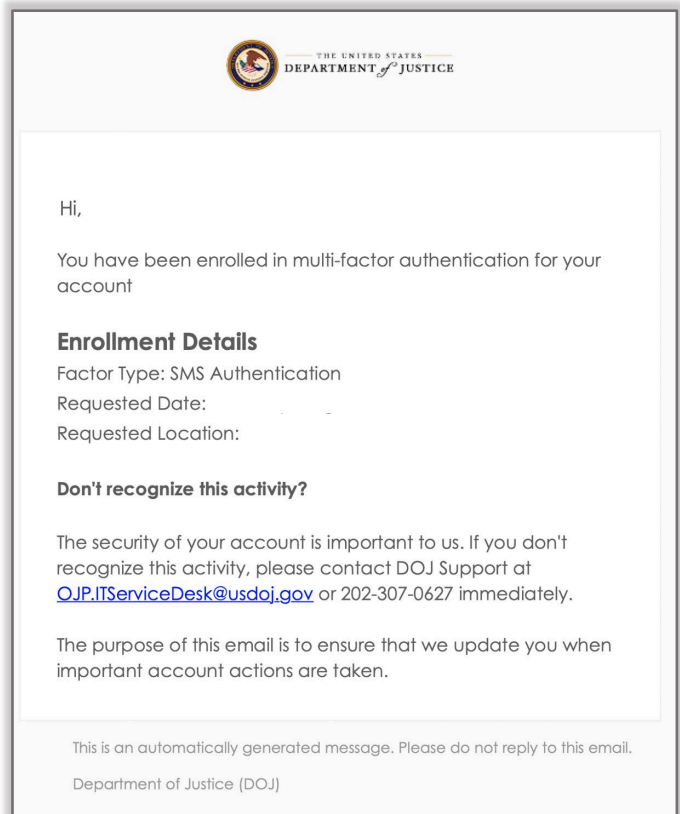 THE UNITED STATES
DEPARTMENT of JUSTICE
Hi,
You have been enrolled in multi-factor authentication for your
account
Enrollment Details
Factor Type: SMS Authentication
Requested Date:
Requested Location:
Don't recognize this activity?
The security of your account is important to us. If you don't
recognize this activity, please contact DOJ Support at
OJP.ITServiceDesk@usdoj.gov or 202-307-0627 immediately.
The purpose of this email is to ensure that we update you when
important account actions are taken.
This is an automatically generated message. Please do not reply to this email.
Department of Justice (DOJ)